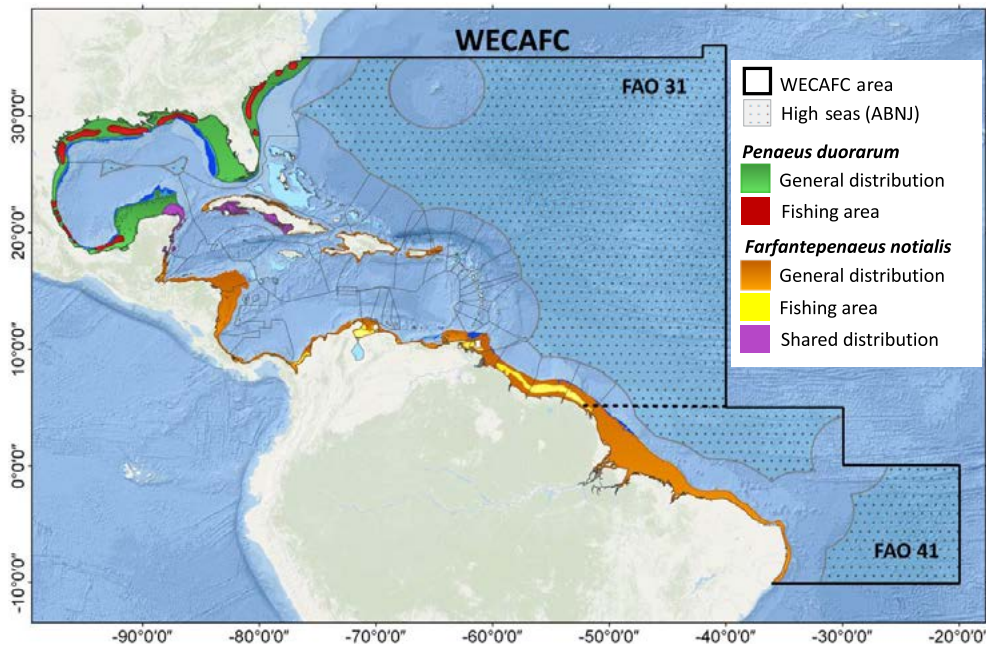 WECAFC
FAO 31
WECAFC area
High seas (ABNJ)
Penaeus duorarum
General distribution
Fishing area
Farfantepenaeus notialis
General distribution
Fishing area
Shared distribution
FAO 41
30°0'0"
20°0'0"
10°0'0"
0°0'0"
-10°0'0"
-90°0'0"
-80°0'0"
-70°0'0"
-60°0'0"
-50°0'0"
-40°0'0"
-30°0'0"
-20°0'0"